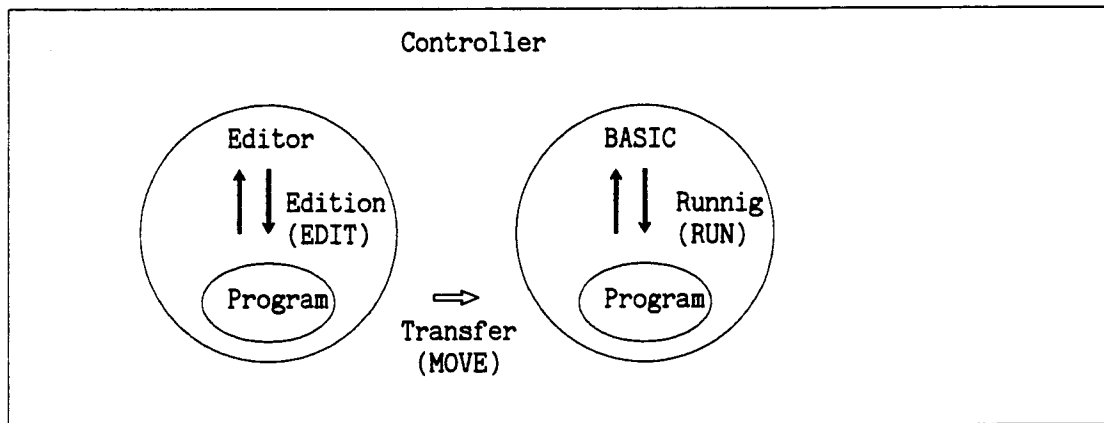 Controller
Editor
Edition
(EDIT)
Program
Transfer
(MOVE)
BASIC
Runnig
(RUN)
Program